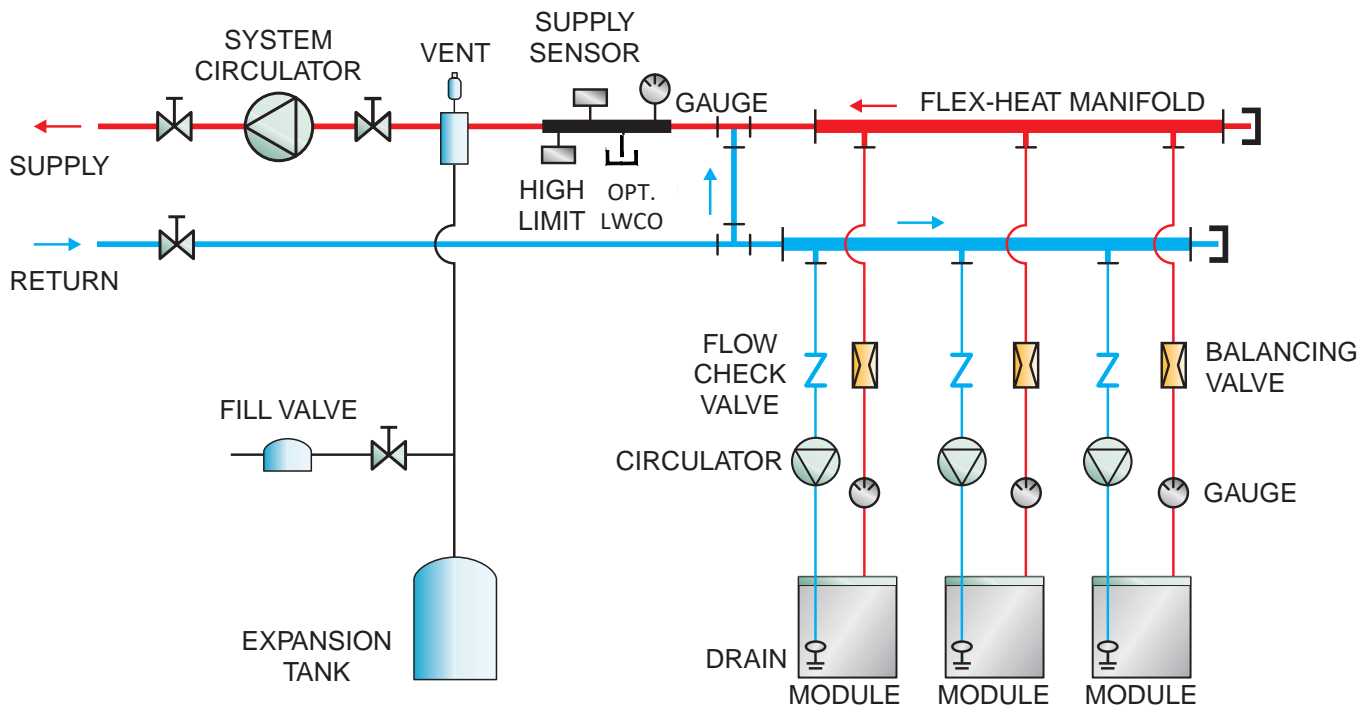 SYSTEM
CIRCULATOR
VENT
SUPPLY
SENSOR
GAUGE
FLEX-HEAT MANIFOLD
SUPPLY
HIGH
LIMIT
OPT.
LWCO
RETURN
FLOW
CHECK
VALVE
BALANCING
VALVE
FILL VALVE
CIRCULATOR
GAUGE
EXPANSION
TANK
DRAIN
MODULE
MODULE
MODULE